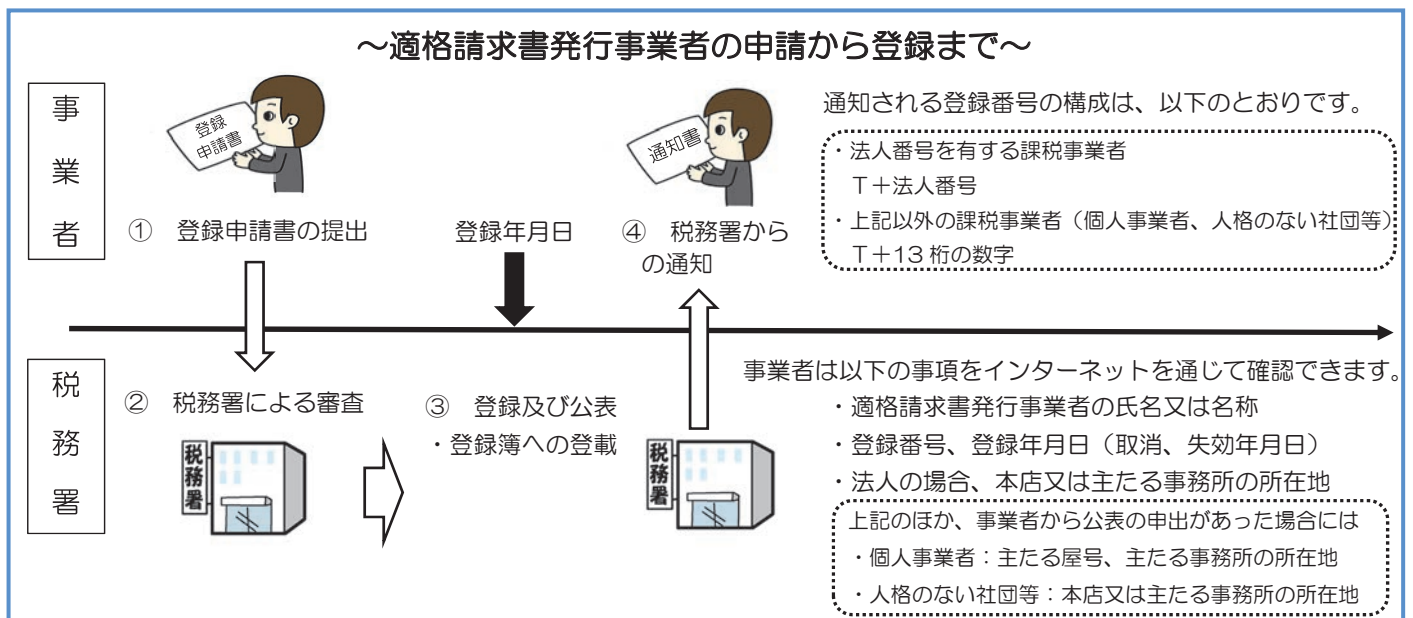 ～適格請求書発行事業者の申請から登録まで～
事業者
登録
申請書
通知書
① 登録申請書の提出
登録年月日
④ 税務署から
の通知
通知される登録番号の構成は、以下のとおりです。
・法人番号を有する課税事業者
T＋法人番号
・上記以外の課税事業者（個人事業者、人格のない社団等）
T＋13 桁の数字
税務署
② 税務署による審査
税務署
③ 登録及び公表
・登録簿への登載
税務署
事業者は以下の事項をインターネットを通じて確認できます。
・適格請求書発行事業者の氏名又は名称
・登録番号、登録年月日（取消、失効年月日）
・法人の場合、本店又は主たる事務所の所在地
上記のほか、事業者から公表の申出があった場合には
・個人事業者：主たる屋号、主たる事務所の所在地
・人格のない社団等：本店又は主たる事務所の所在地